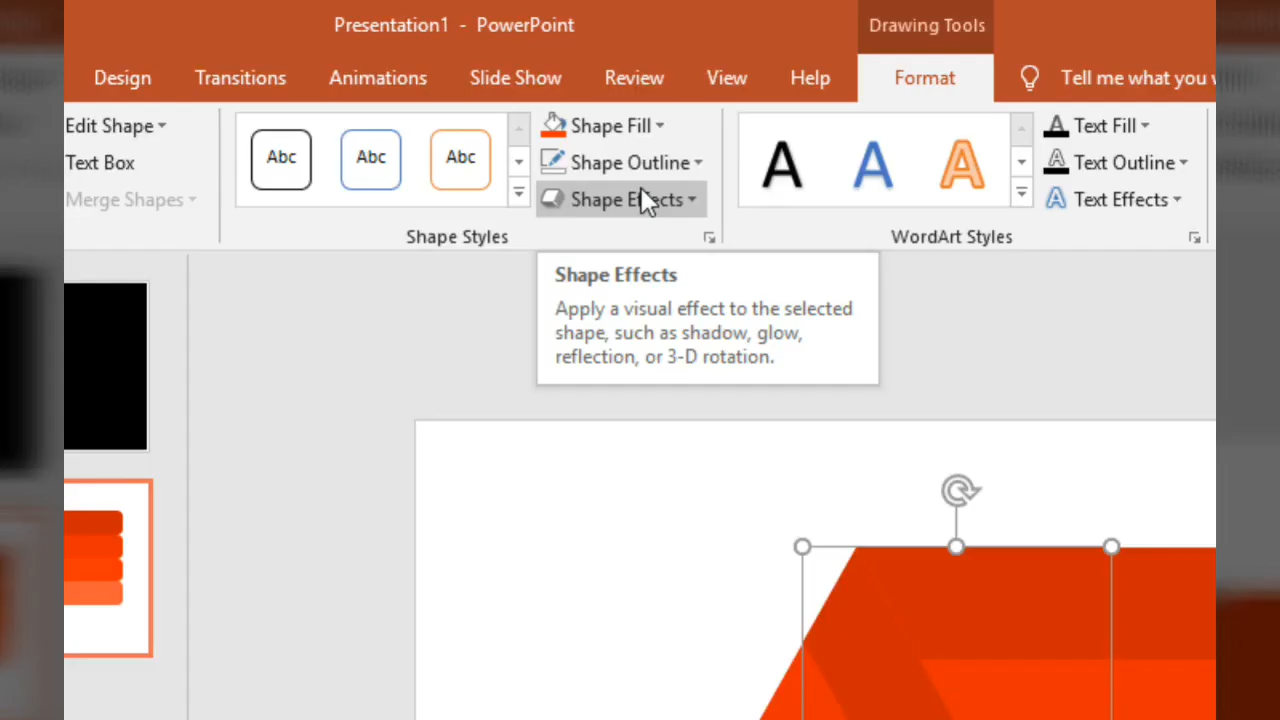 Presentation1 - PowerPoint
Drawing Tools
Design Transitions Animations Slide Show Review View Help Format Tell me what you
Edit Shape
Text Box
Merge Shapes
Abc Abc Abc
Shape Fill
Shape Outline
Shape Effects
Shape Styles
A A A
Text Fill
Text Outline
Text Effects
WordArt Styles
Shape Effects
Apply a visual effect to the selected
shape, such as shadow, glow,
reflection, or 3-D rotation.